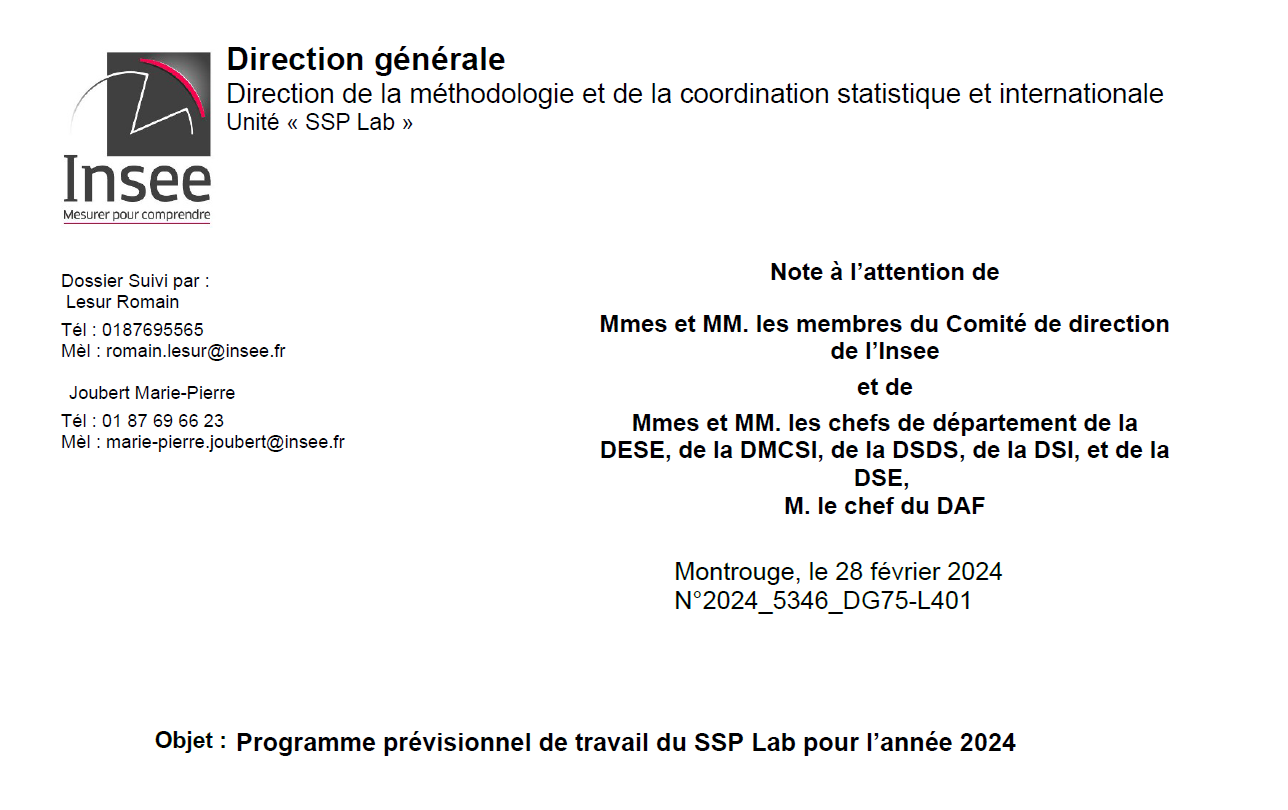 Direction générale
Direction de la méthodologie et de la coordination statistique et internationale
Unité « SSP Lab »
Insee
Mesurer pour comprendre
Dossier Suivi par :
Lesur Romain
Tél : 0187695565
Mèl : romain.lesur@insee.fr
Joubert Marie-Pierre
Tél : 01 87 69 66 23
Mèl : marie-pierre.joubert@insee.fr
Note à l’attention de
Mmes et MM. les membres du Comité de direction
de l’Insee
et de
Mmes et MM. les chefs de département de la
DESE, de la DMCSI, de la DSDS, de la DSI, et de la
DSE,
M. le chef du DAF
Montrouge, le 28 février 2024
N°2024_5346_DG75-L401
Objet : Programme prévisionnel de travail du SSP Lab pour l’année 2024